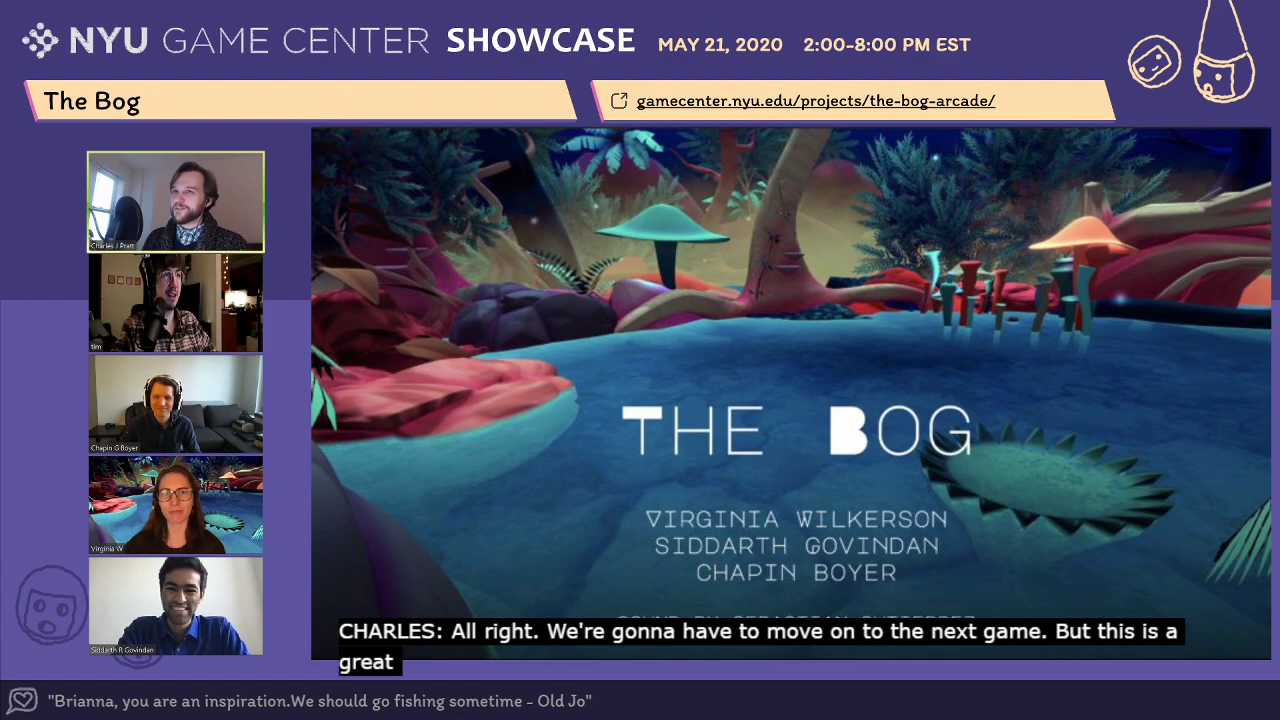 NYU GAME CENTER SHOWCASE MAY 21, 2020 2:00-8:00 PM EST
The Bog
gamecenter.nyu.edu/projects/the-bog-arcade/
Charles J Pratt
tim
Chapin G Boyer
Virginia W
Siddarth R Govindan
THE BOG
VIRGINIA WILKERSON
SIDDARTH GOVINDAN
CHAPIN BOYER
CHARLES: All right. We're gonna have to move on to the next game. But this is a
great
"Brianna, you are an inspiration.We should go fishing sometime - Old Jo"